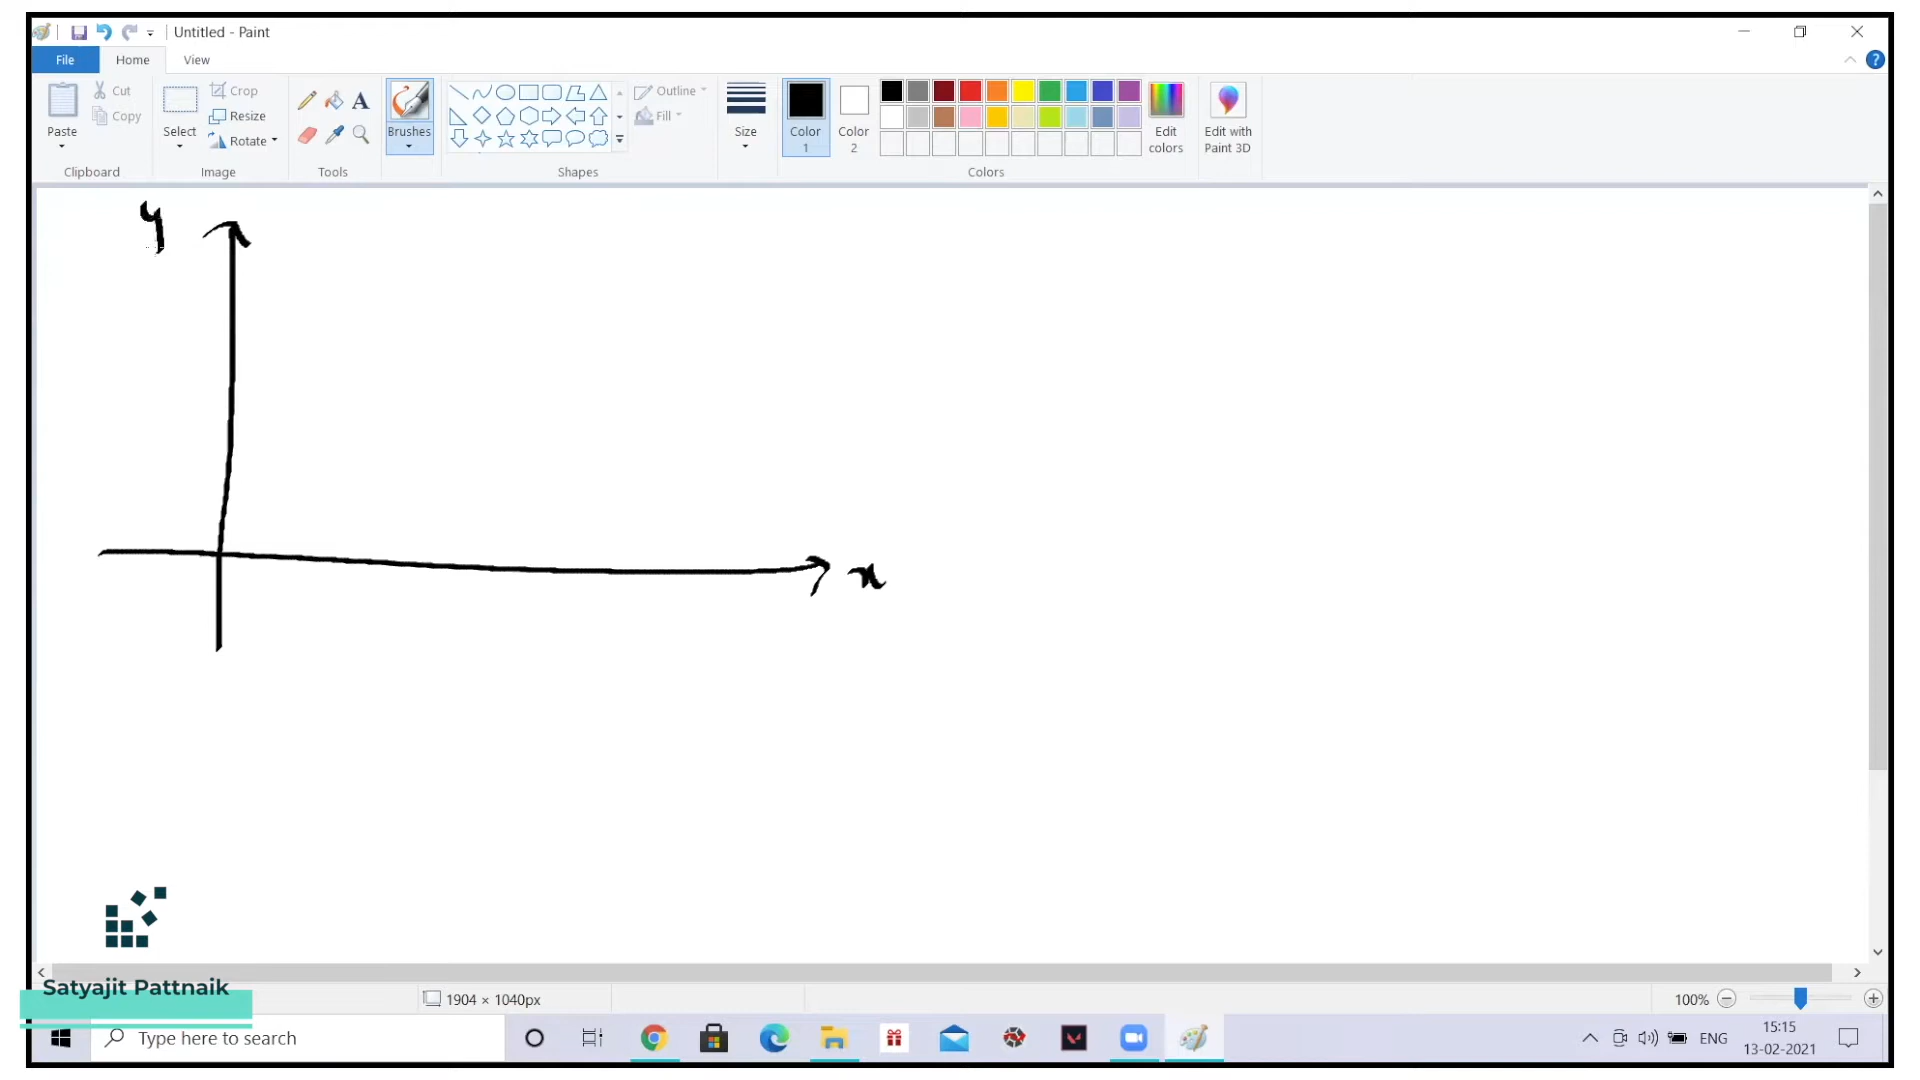 Untitled - Paint
File Home View
Paste
Cut
Copy
Clipboard
Select
Crop
Resize
Rotate
Image
A
Tools
Brushes
Shapes
Outline
Fill
Size
Color 1
Color 2
Colors
Edit colors
Edit with Paint 3D
?
y
x
Satyajit Pattnaik
1904 × 1040px
100%
Type here to search
ENG
15:15
13-02-2021